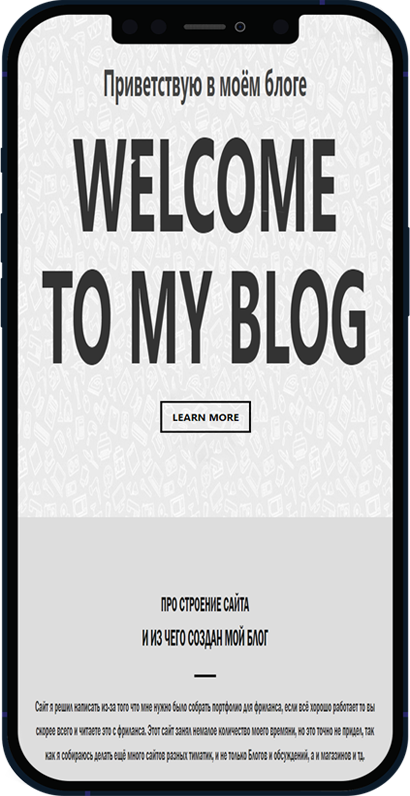 Приветствую в моём блоге
WELCOME
TO MY BLOG
LEARN MORE
ПРО СТРОЕНИЕ САЙТА
И ИЗ ЧЕГО СОЗДАН МОЙ БЛОГ
Сайт я решил написать из-за того что мне нужно было собрать портфолио для фриланса, если всё хорошо работает то вы
скорее всего и читаете это с фриланса. Этот сайт занял немалое количество моего времяни, но это точно не придел, так
как я собираюсь делать ещё много сайтов разных тиматик, и не только Блогов и обсуждений, а и магазинов и тд.